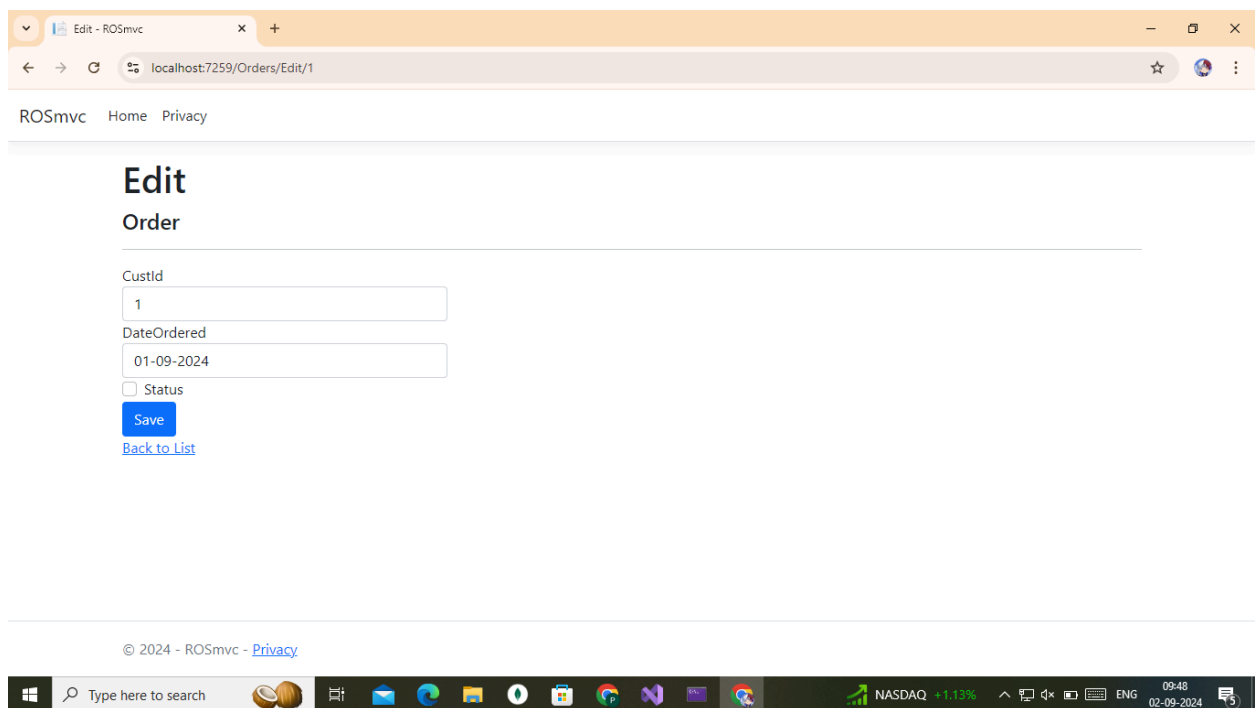 Edit - ROSmvc
localhost:7259/Orders/Edit/1
ROSmvc Home Privacy
Edit
Order
CustId
1
DateOrdered
01-09-2024
Status
Save
Back to List
© 2024 - ROSmvc - Privacy
Type here to search NASDAQ +1.13% ENG 09:48
02-09-2024 5